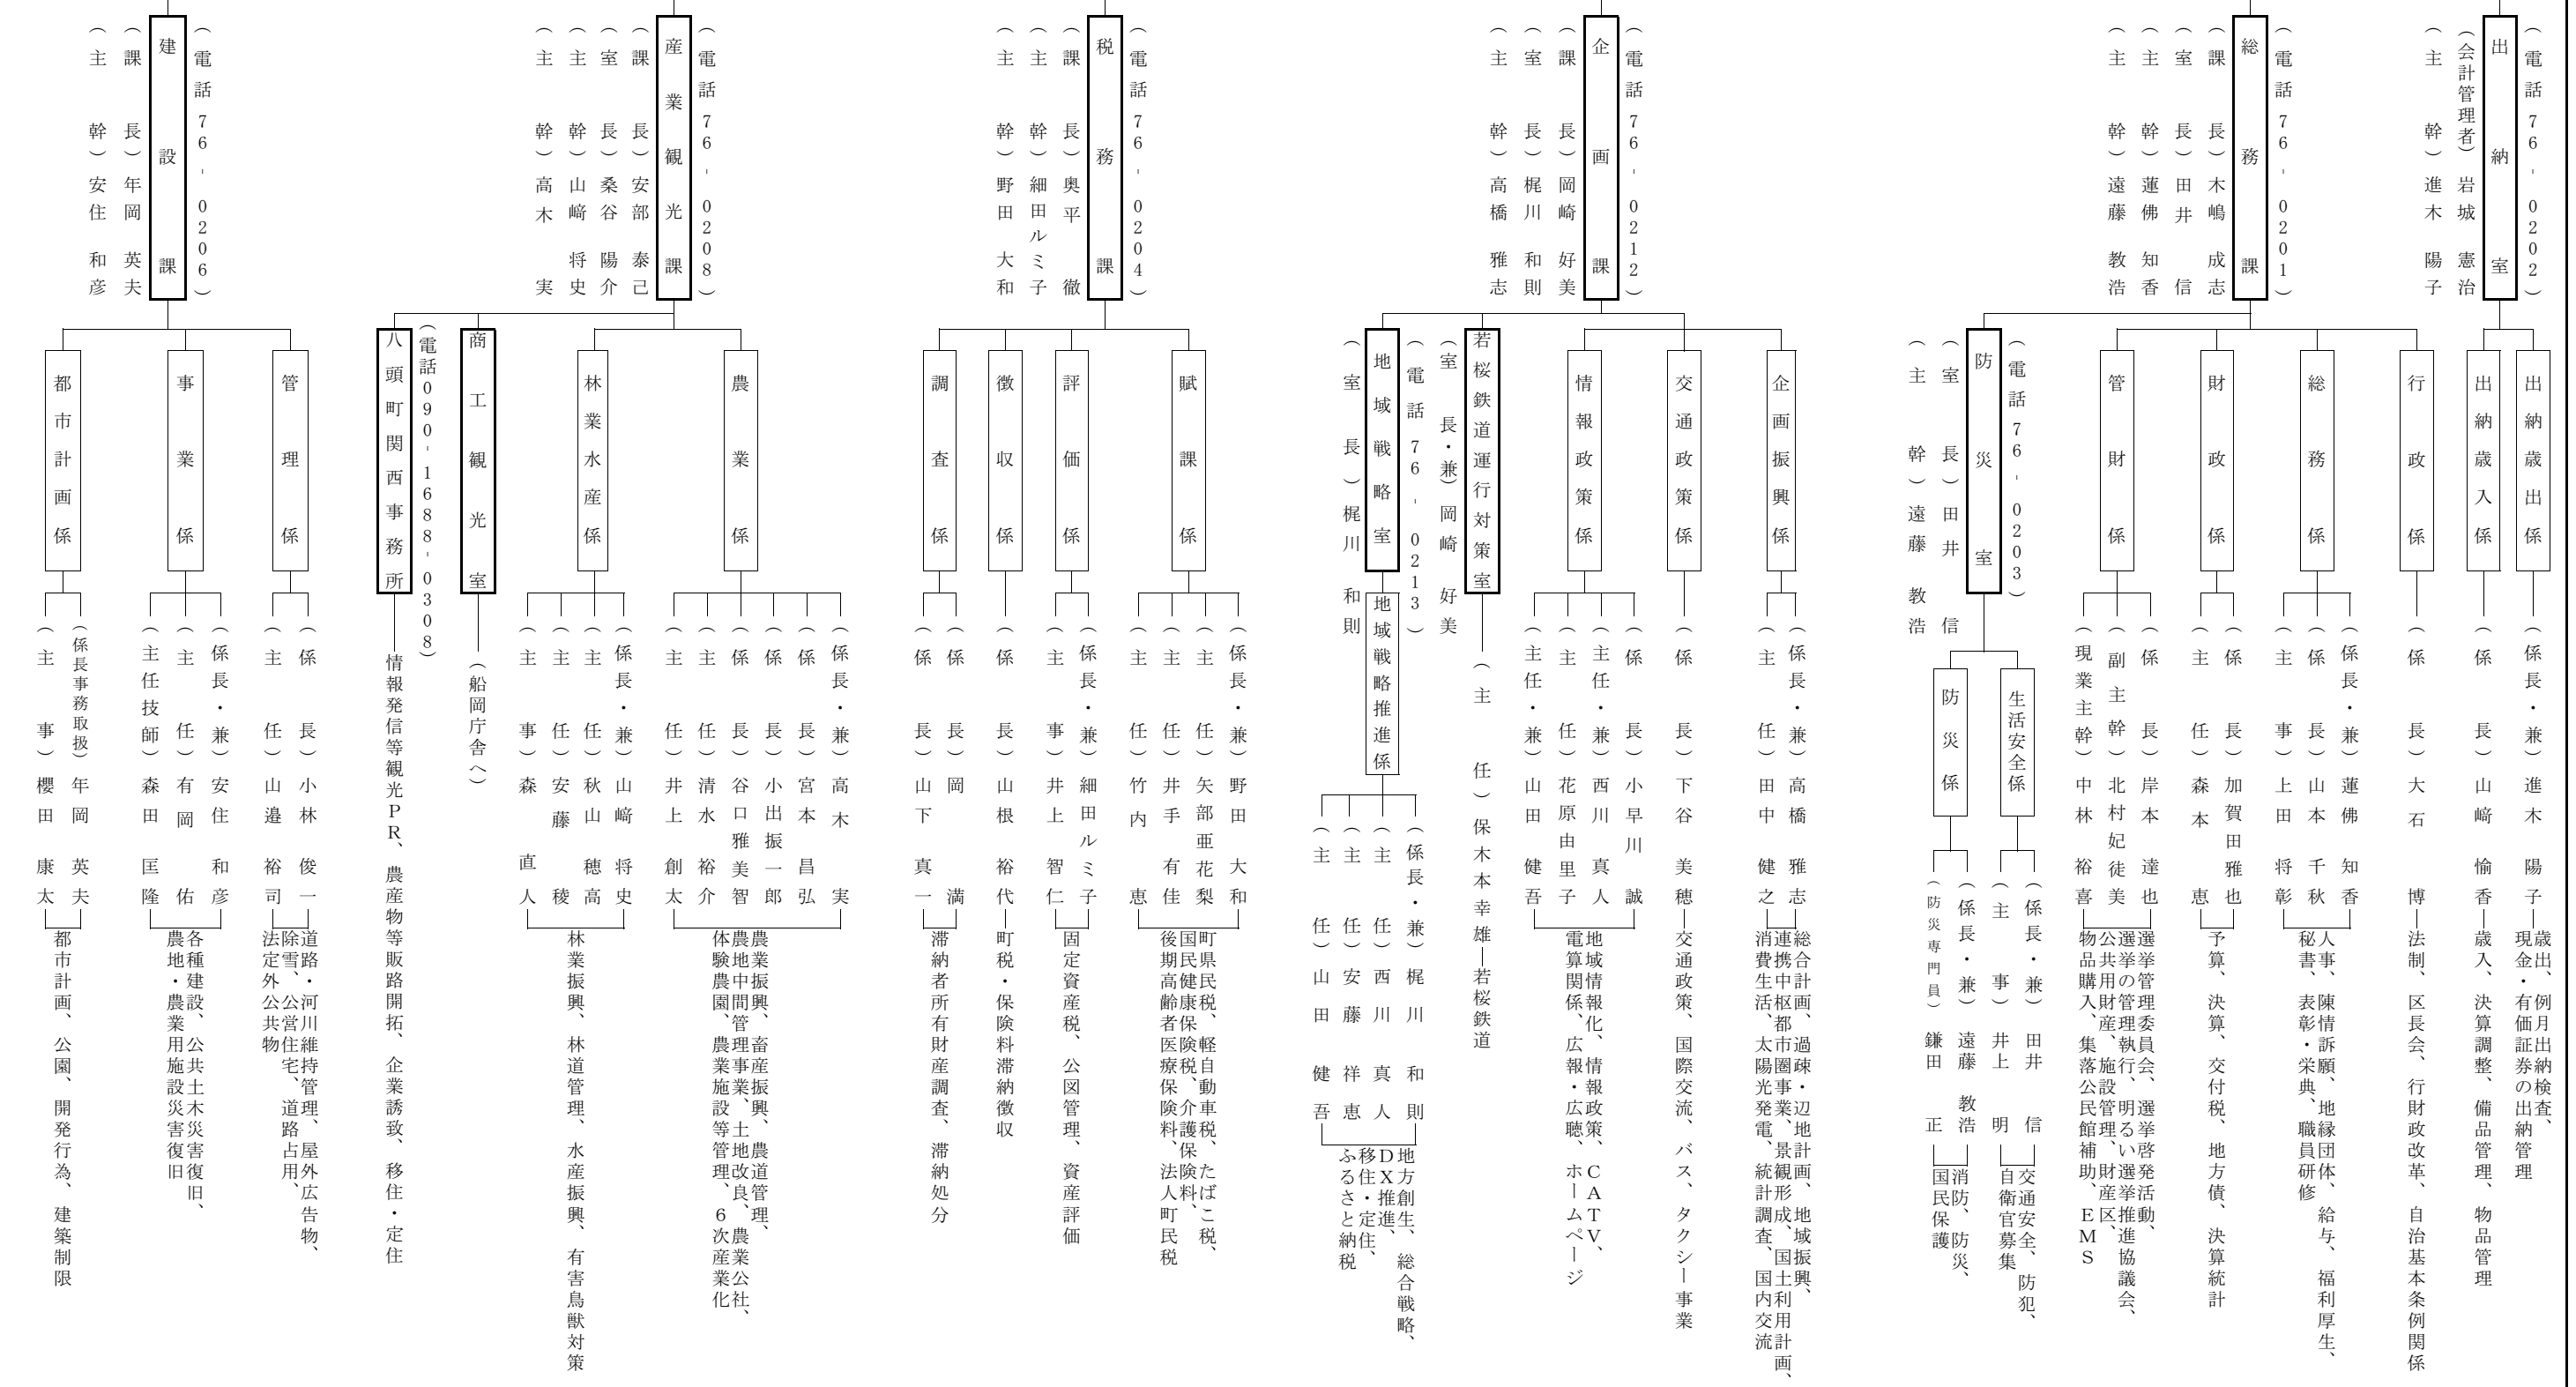 （電話76-0202）
出納室
（会計管理者）岩城 憲治
（主幹）進木 陽子
出納歳出係
（係長・兼）進木 陽子
歳出、例月出納検査、
現金・有価証券の出納管理
出納歳入係
（係長）山﨑 愉香
歳入、決算調整、備品管理、物品管理
（電話76-0201）
総務課
（課長）木嶋 成志
（室長）田井 信
（主幹）蓮佛 知香
（主幹）遠藤 教浩
行政係
（係長）大石 博
法制、区長会、行財政改革、自治基本条例関係
総務係
（係長・兼）蓮佛 知香
（係長）山本 千秋
（主事）上田 将彰
人事、陳情訴願、地縁団体、給与、福利厚生、
秘書、表彰・栄典、職員研修
財政係
（係長）加賀田 雅也
（主任）森本 恵
予算、決算、交付税、地方債、決算統計
管財係
（係長）岸本 達也
（副主幹）北村妃徒美
（現業主幹）中林 裕喜
選挙管理委員会、選挙啓発活動、
選挙の管理執行、明るい選挙推進協議会、
公共用財産、施設管理、財産区、
物品購入、集落公民館補助、EMS
（電話76-0203）
防災室
（室長）田井 信
（主幹）遠藤 教浩
生活安全係
（係長・兼）田井 信
（主事）井上 明
交通安全、防犯、
自衛官募集
防災係
（係長・兼）遠藤 教浩
（防災専門員）鎌田 正
消防、防災、
国民保護
（電話76-0212）
企画課
（課長）岡崎 好美
（室長）梶川 和則
（主幹）高橋 雅志
企画振興係
（係長・兼）高橋 雅志
（主任）田中 健之
総合計画、過疎・辺地計画、地域振興、
連携中枢都市圏事業、景観形成、国土利用計画、
消費生活、太陽光発電、統計調査、国内交流
交通政策係
（係長）下谷 美穂
交通政策、国際交流、バス、タクシー事業
情報政策係
（係長）小早川 誠
（主任・兼）西川 真人
（主任）花原由里子
（主任・兼）山田 健吾
地域情報化、情報政策、CATV、
電算関係、広報・広聴、ホームページ
若桜鉄道運行対策室
（室長・兼）岡崎 好美
（主任）保木本幸雄
若桜鉄道
（電話76-0213）
地域戦略室
（室長）梶川 和則
地域戦略推進係
（係長・兼）梶川 和則
（主任）西川 真人
（主任）安藤 祥恵
（主任）山田 健吾
地方創生、総合戦略、
DX推進、
移住・定住、
ふるさと納税
（電話76-0204）
税務課
（課長）奥平 徹
（主幹）細田ルミ子
（主幹）野田 大和
賦課係
（係長・兼）野田 大和
（主任）矢部亜花梨
（主任）井手 有佳
（主任）竹内 恵
町県民税、軽自動車税、たばこ税、
国民健康保険税、介護保険料、
後期高齢者医療保険料、法人町民税
評価係
（係長・兼）細田ルミ子
（主事）井上 智仁
固定資産税、公図管理、資産評価
徴収係
（係長）山根 裕代
町税・保険料滞納徴収
調査係
（係長）岡 満
（係長）山下 真一
滞納者所有財産調査、滞納処分
（電話76-0208）
産業観光課
（課長）安部 泰己
（室長）桑谷 陽介
（主幹）山﨑 将史
（主幹）高木 実
農業係
（係長・兼）高木 実
（係長）宮本 昌弘
（係長）小出振一郎
（係長）谷口雅美智
（主任）清水 裕介
（主任）井上 創太
農業振興、畜産振興、農道管理、
農地中間管理事業、土地改良、農業公社、
体験農園、農業施設等管理、6次産業化
林業水産係
（係長・兼）山﨑 将史
（主任）秋山 穂高
（主任）安藤 稜
（主事）森 直人
林業振興、林道管理、水産振興、有害鳥獣対策
商工観光室
（船岡庁舎へ）
（電話090-1688-0308）
八頭町関西事務所
情報発信等観光PR、農産物等販路開拓、企業誘致、移住・定住
（電話76-0206）
建設課
（課長）年岡 英夫
（主幹）安住 和彦
管理係
（係長）小林 俊一
（主任）山邉 裕司
道路・河川維持管理、屋外広告物、
除雪、公営住宅、道路占用、
法定外公共物
事業係
（係長・兼）安住 和彦
（主任）有岡 佑
（主任技師）森田 匡隆
各種建設、公共土木災害復旧、
農地・農業用施設災害復旧
都市計画係
（係長事務取扱）年岡 英夫
（主事）櫻田 康太
都市計画、公園、開発行為、建築制限